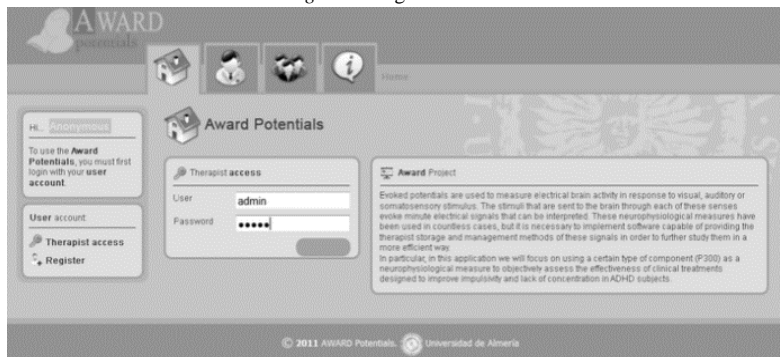 AWARD
potentials
Home
Hi... Anonymous
To use the Award
Potentials, you must first
login with your user
account.
User account
Therapist access
Register
Award Potentials
Therapist access
User
admin
Password
•••••
Award Project
Evoked potentials are used to measure electrical brain activity in response to visual, auditory or
somatosensory stimulus. The stimuli that are sent to the brain through each of these senses
evoke minute electrical signals that can be interpreted. These neurophysiological measures have
been used in countless cases, but it is necessary to implement software capable of providing the
therapist storage and management methods of these signals in order to further study them in a
more efficient way.
In particular, in this application we will focus on using a certain type of component (P300) as a
neurophysiological measure to objectively assess the effectiveness of clinical treatments
designed to improve impulsivity and lack of concentration in ADHD subjects.
© 2011 AWARD Potentials. Universidad de Almería